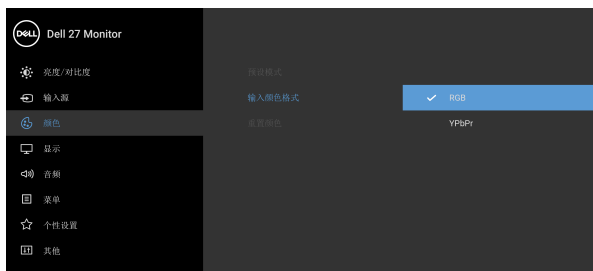 DELL Dell 27 Monitor
亮度/对比度
预设模式
输入源
输入颜色格式
RGB
颜色
重置颜色
YPbPr
显示
音频
菜单
个性设置
其他